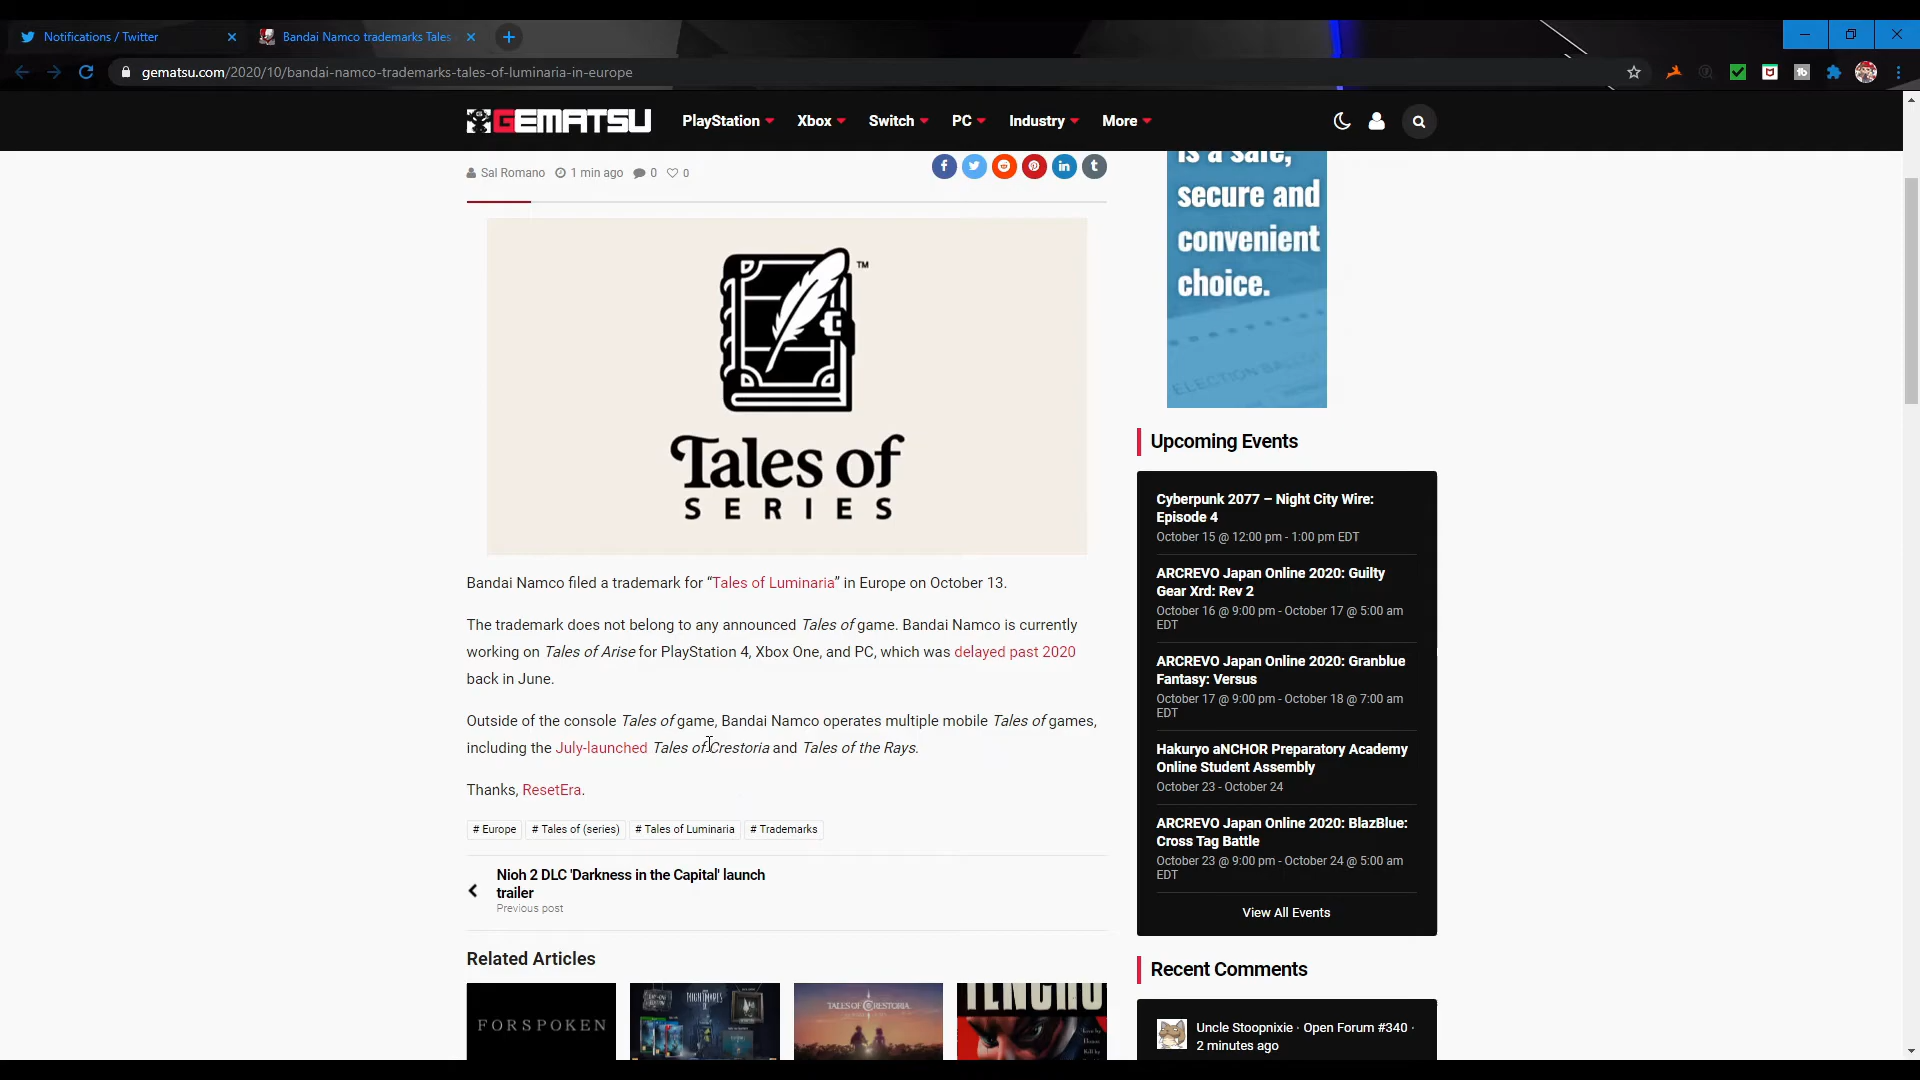 Notifications / Twitter
Bandai Namco trademarks Tales
gematsu.com/2020/10/bandai-namco-trademarks-tales-of-luminaria-in-europe
GEMATSU
PlayStation
Xbox
Switch
PC
Industry
More
Sal Romano
1 min ago
0
0
Tales of
SERIES
TM
Bandai Namco filed a trademark for “Tales of Luminaria” in Europe on October 13.
The trademark does not belong to any announced Tales of game. Bandai Namco is currently
working on Tales of Arise for PlayStation 4, Xbox One, and PC, which was delayed past 2020
back in June.
Outside of the console Tales of game, Bandai Namco operates multiple mobile Tales of games,
including the July-launched Tales of Crestoria and Tales of the Rays.
Thanks, ResetEra.
# Europe
# Tales of (series)
# Tales of Luminaria
# Trademarks
Nioh 2 DLC 'Darkness in the Capital' launch
trailer
Previous post
Related Articles
FORSPOKEN
TALES OF CRESTORIA
TENCHU
is a safe,
secure and
convenient
choice.
Upcoming Events
Cyberpunk 2077 – Night City Wire:
Episode 4
October 15 @ 12:00 pm - 1:00 pm EDT
ARCREVO Japan Online 2020: Guilty
Gear Xrd: Rev 2
October 16 @ 9:00 pm - October 17 @ 5:00 am
EDT
ARCREVO Japan Online 2020: Granblue
Fantasy: Versus
October 17 @ 9:00 pm - October 18 @ 7:00 am
EDT
Hakuryo aNCHOR Preparatory Academy
Online Student Assembly
October 23 - October 24
ARCREVO Japan Online 2020: BlazBlue:
Cross Tag Battle
October 23 @ 9:00 pm - October 24 @ 5:00 am
EDT
View All Events
Recent Comments
Uncle Stoopnixie · Open Forum #340 ·
2 minutes ago